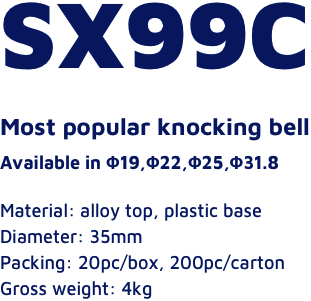 SX99C
Most popular knocking bell
Available in Φ19,Φ22,Φ25,Φ31.8
Material: alloy top, plastic base
Diameter: 35mm
Packing: 20pc/box, 200pc/carton
Gross weight: 4kg